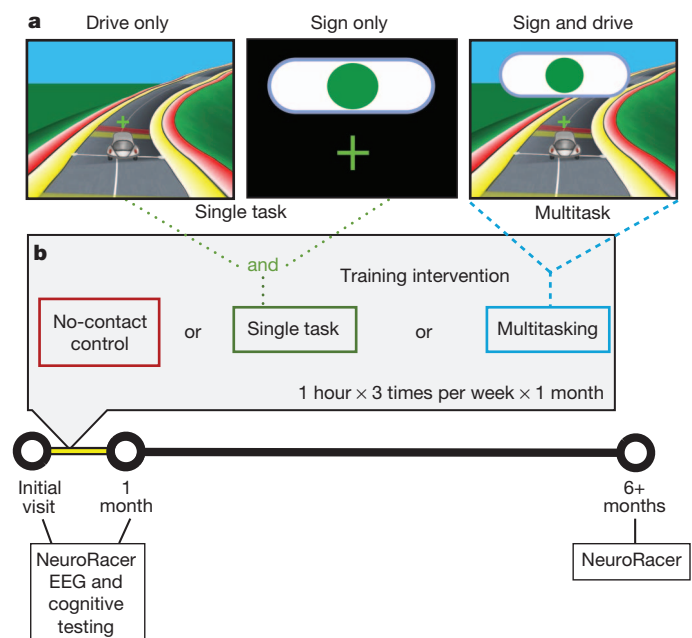 a Drive only Sign only Sign and drive
Single task Multitask
b
and
Training intervention
No-contact
control
or
Single task
or
Multitasking
1 hour × 3 times per week × 1 month
Initial
visit
1
month
6+
months
NeuroRacer
EEG and
cognitive
testing
NeuroRacer